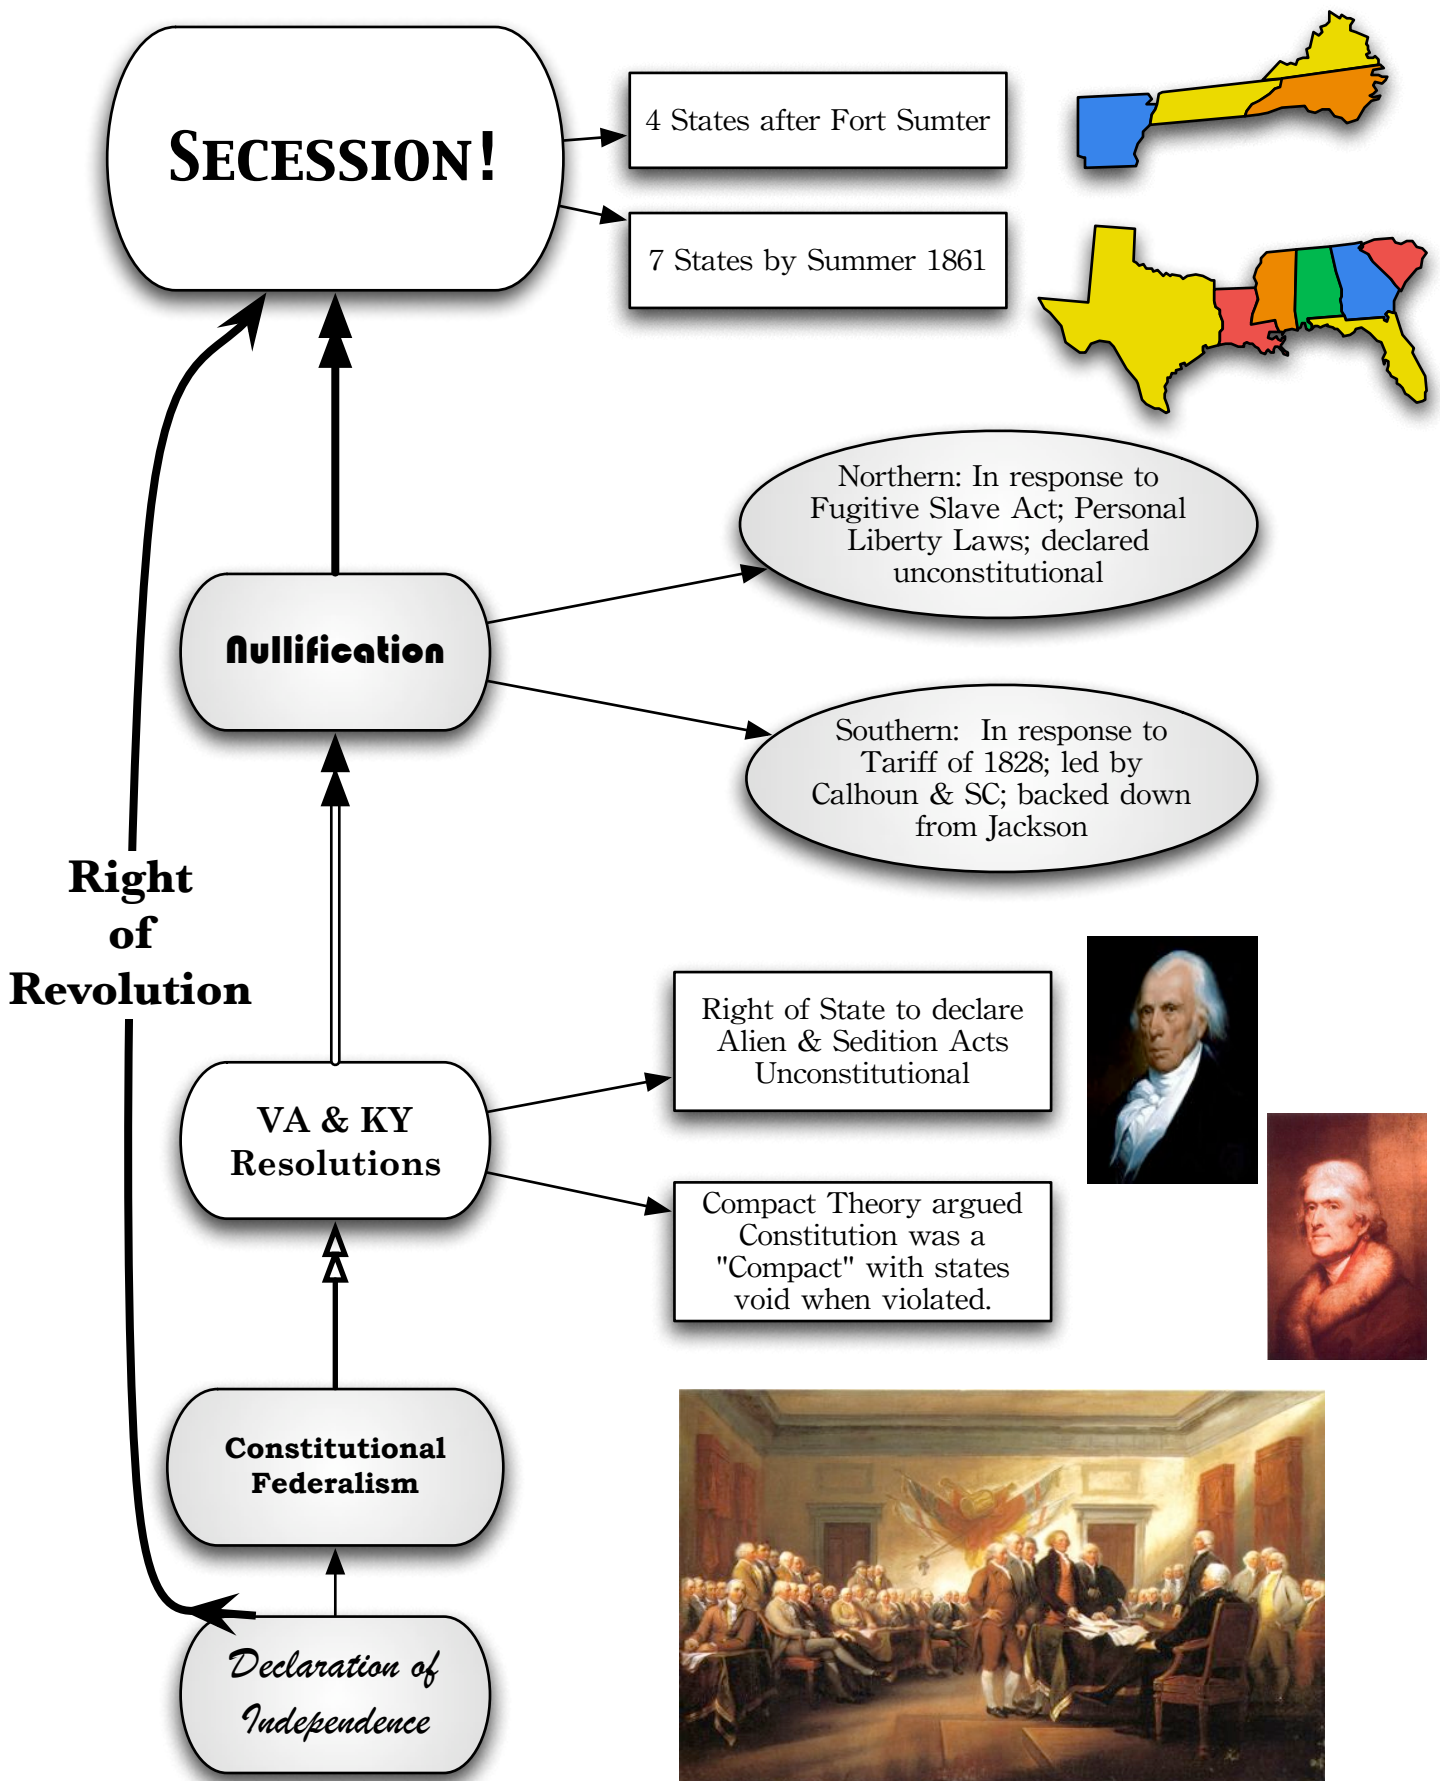 SECESSION!
4 States after Fort Sumter
7 States by Summer 1861
Northern: In response to
Fugitive Slave Act; Personal
Liberty Laws; declared
unconstitutional
Nullification
Southern:  In response to
Tariff of 1828; led by
Calhoun & SC; backed down
from Jackson
Right
of
Revolution
Right of State to declare
Alien & Sedition Acts
Unconstitutional
VA & KY
Resolutions
Compact Theory argued
Constitution was a
"Compact" with states
void when violated.
Constitutional
Federalism
Declaration of
Independence